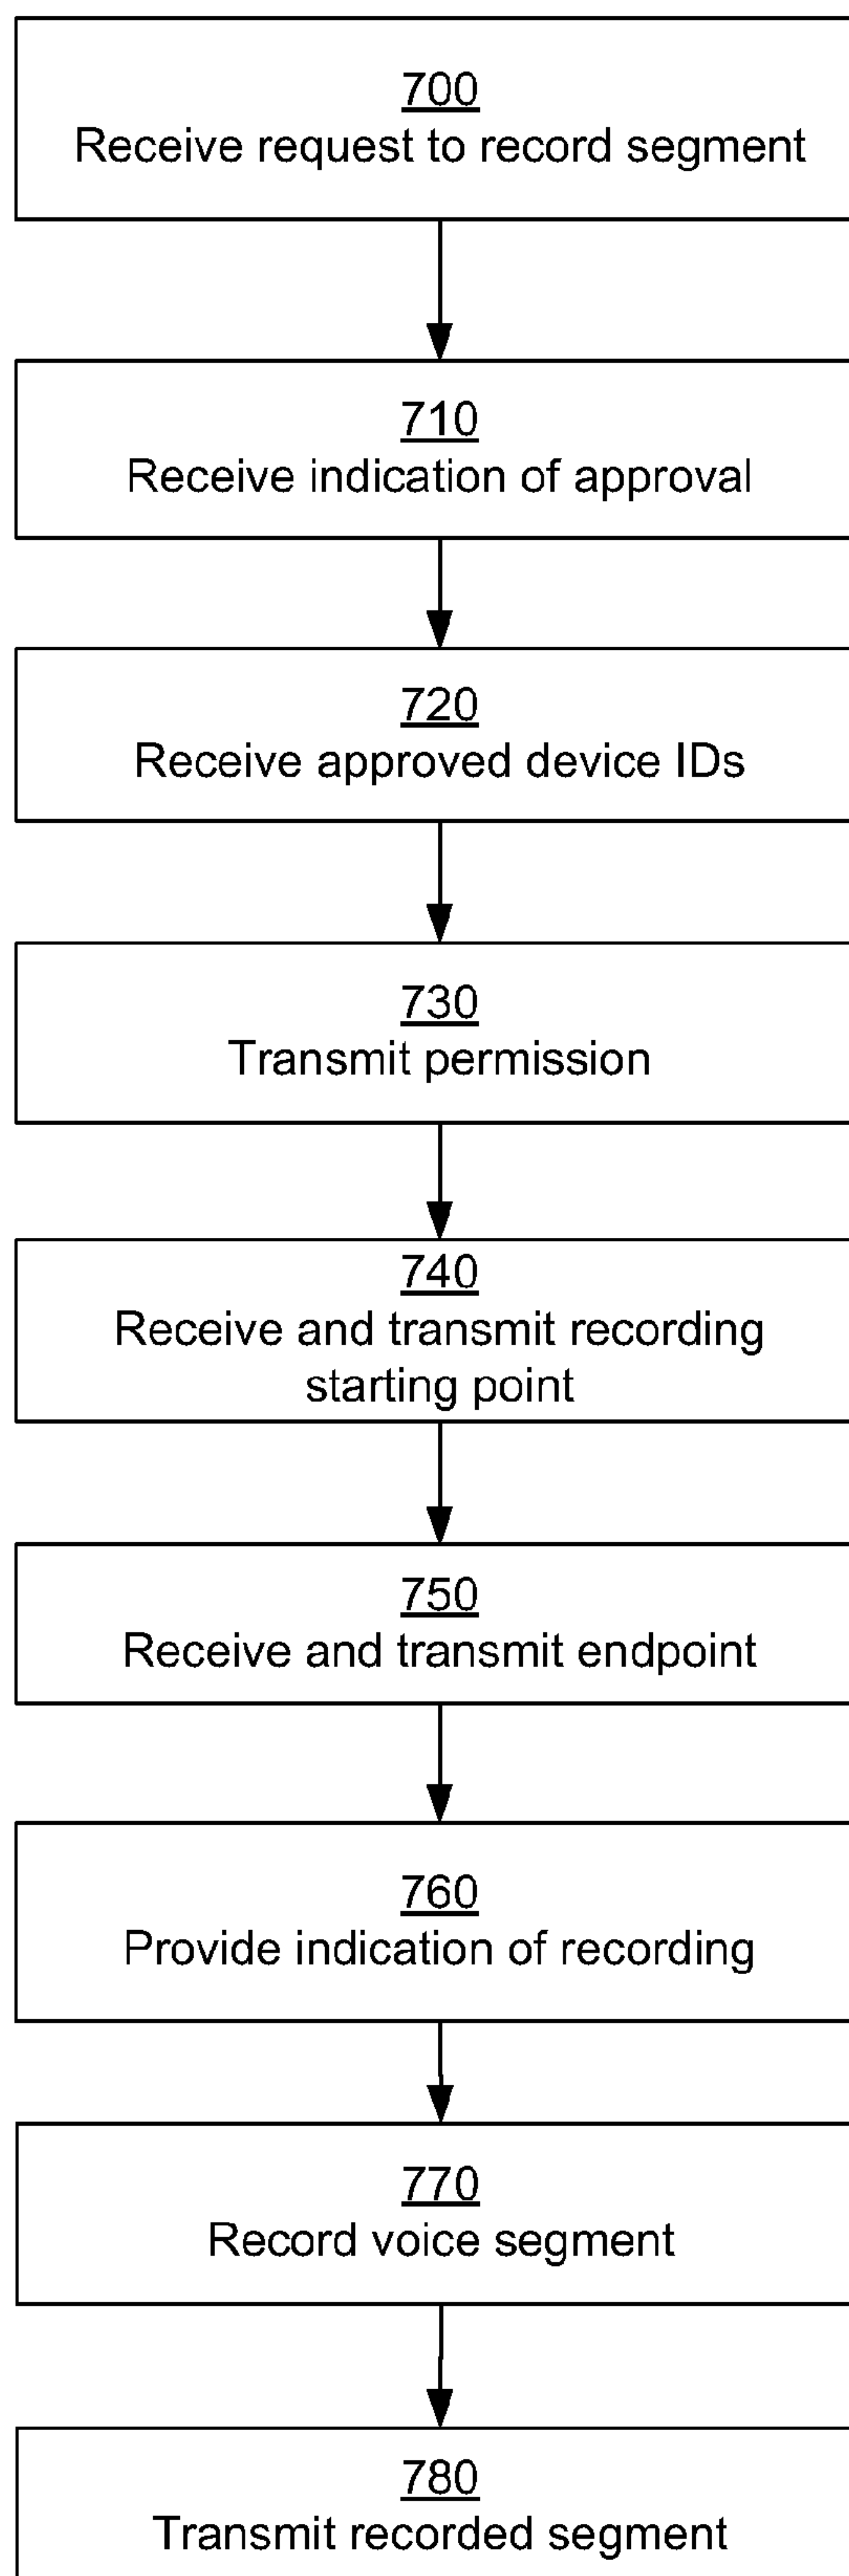 700
Receive request to record segment
710
Receive indication of approval
720
Receive approved device IDs
730
Transmit permission
740
Receive and transmit recording
starting point
750
Receive and transmit endpoint
760
Provide indication of recording
770
Record voice segment
780
Transmit recorded segment